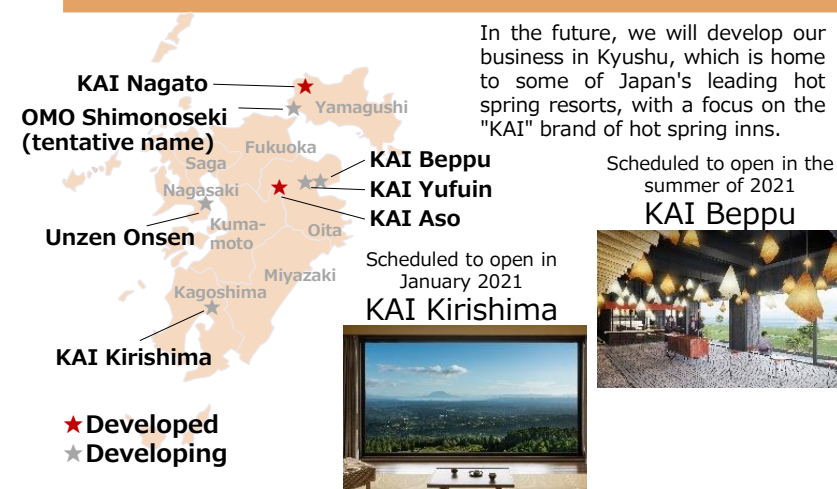 In the future, we will develop our
business in Kyushu, which is home
to some of Japan's leading hot
spring resorts, with a focus on the
"KAI" brand of hot spring inns.
KAI Nagato
OMO Shimonoseki
(tentative name)
Yamagushi
Fukuoka
Saga
Nagasaki
Kuma-
moto
Oita
Miyazaki
Kagoshima
KAI Beppu
KAI Yufuin
KAI Aso
Unzen Onsen
KAI Kirishima
Scheduled to open in the
summer of 2021
KAI Beppu
Scheduled to open in
January 2021
KAI Kirishima
★Developed
★Developing